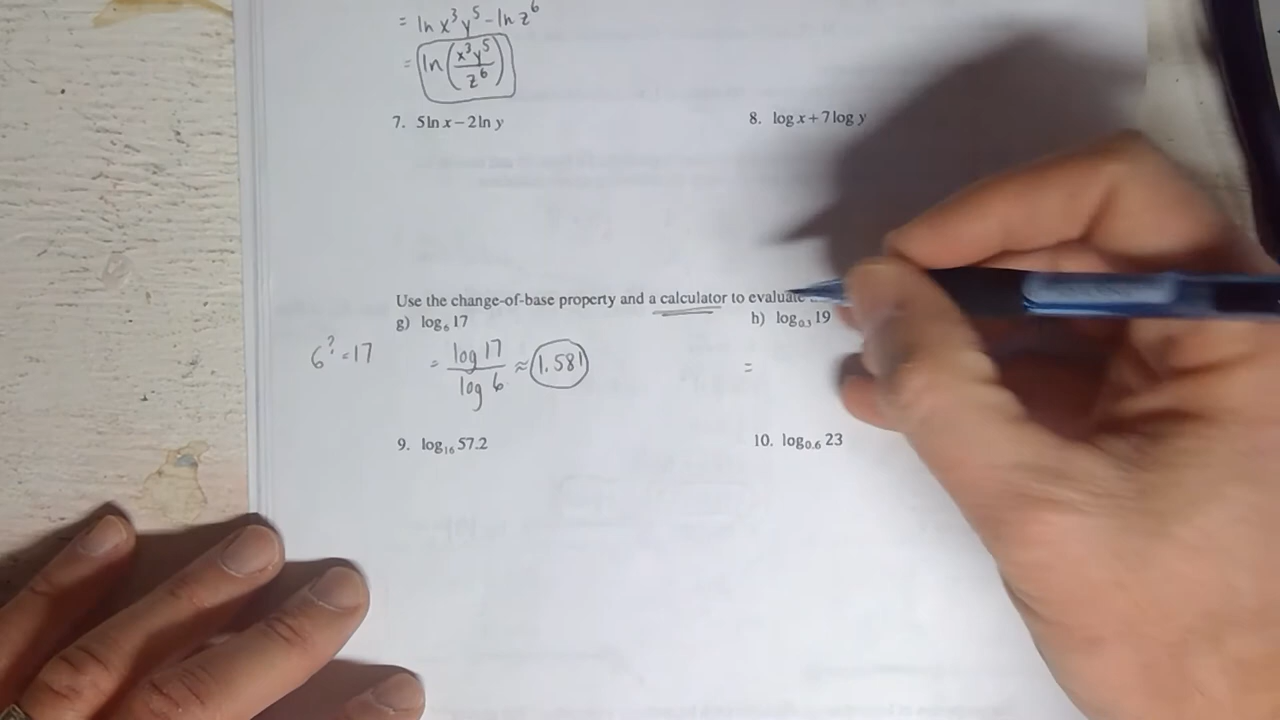 = ln x³y⁵ - ln z⁶
= ln (x³y⁵/z⁶)
7. 5 ln x − 2 ln y
8. log x + 7 log y
Use the change-of-base property and a calculator to evaluate
g) log₆ 17
h) log₀.₃ 19
6^? = 17
= log 17 / log 6 ≈ 1.581
=
9. log₁₆ 57.2
10. log₀.₆ 23